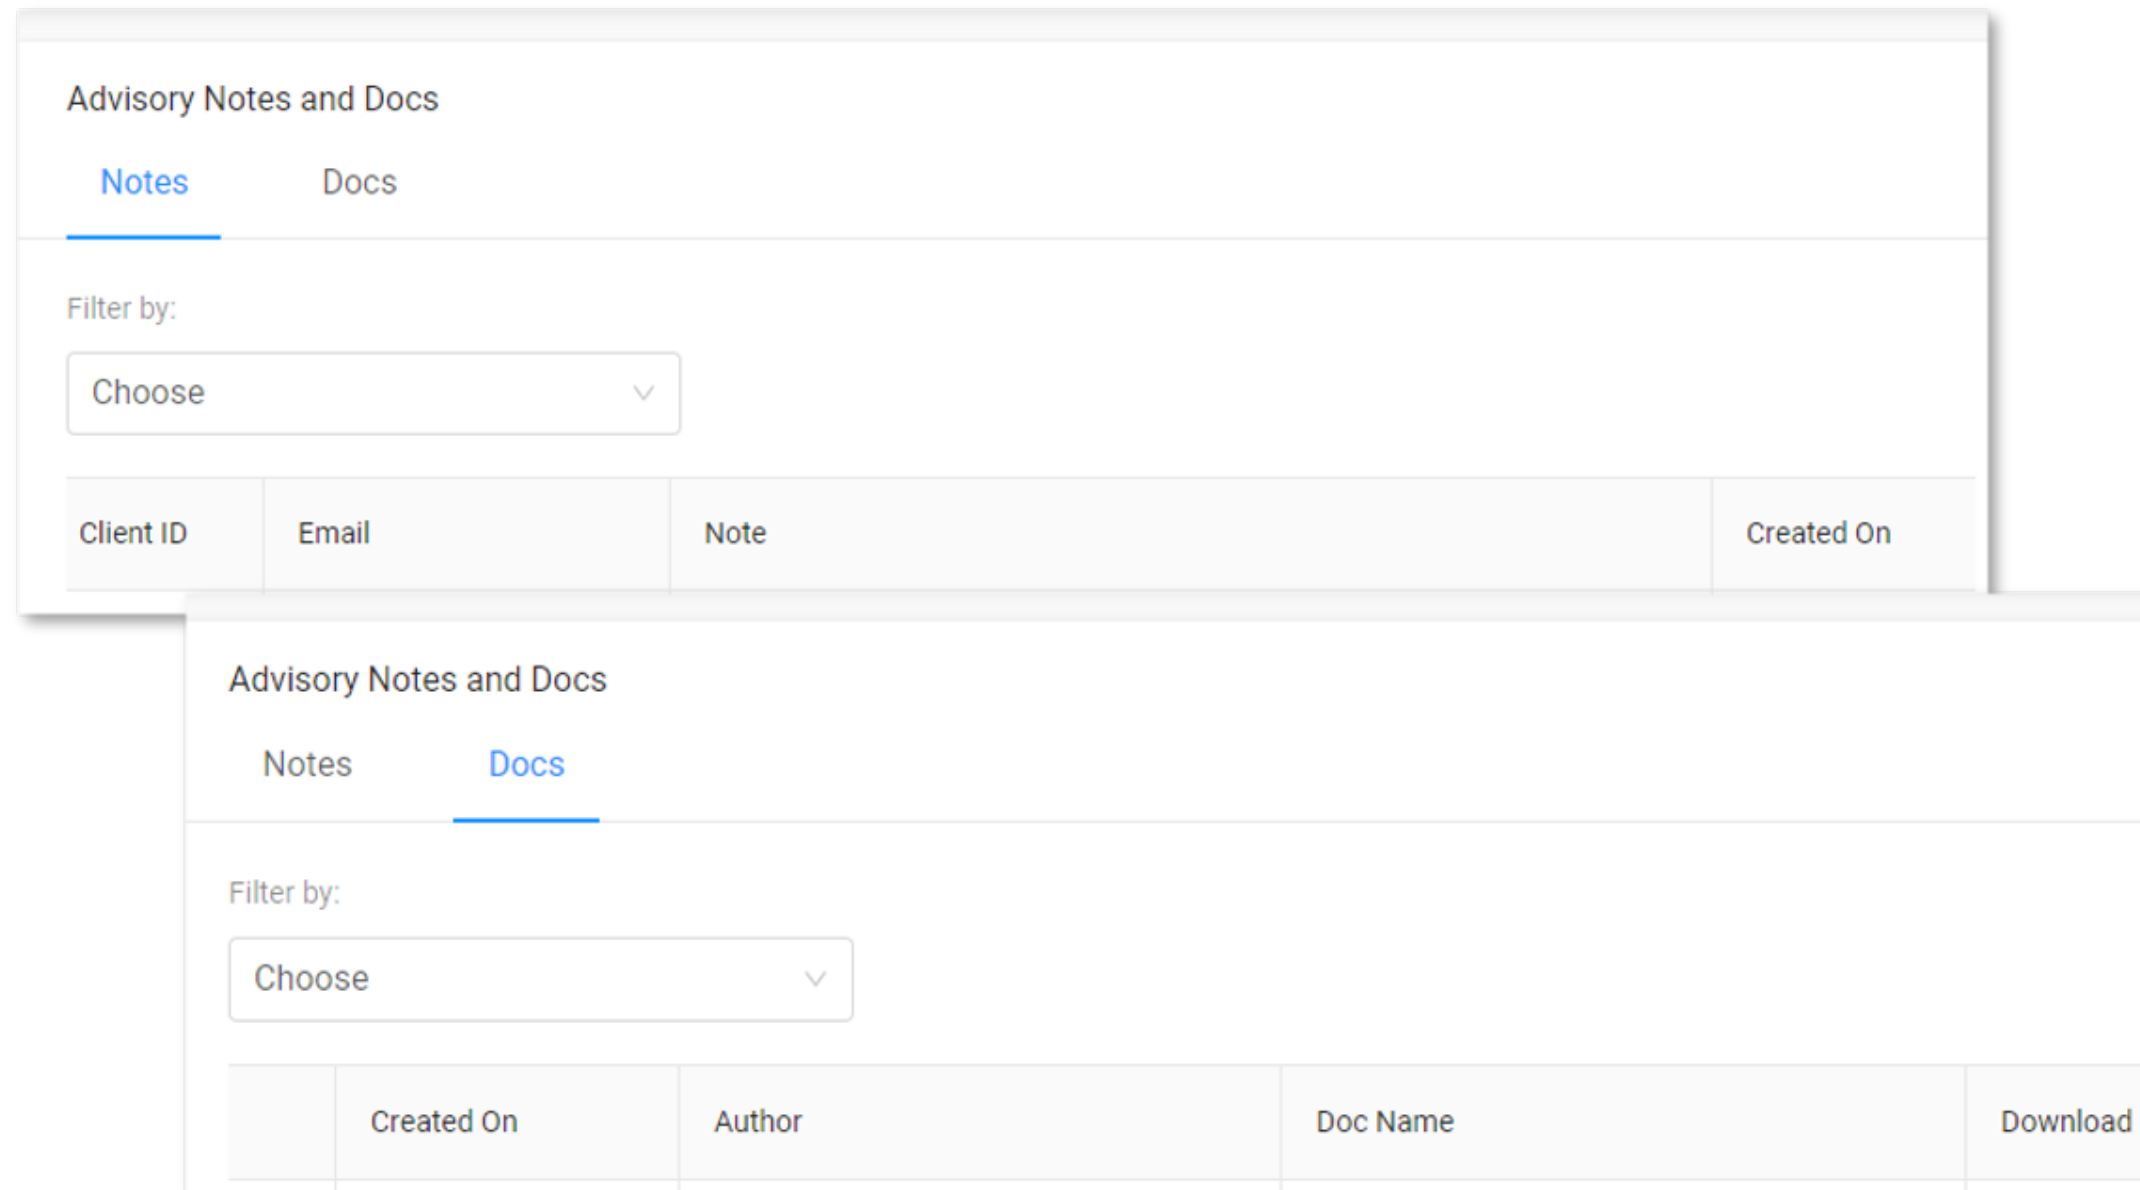 Advisory Notes and Docs
Notes Docs
Filter by:
Choose
Client ID Email Note Created On
Advisory Notes and Docs
Notes Docs
Filter by:
Choose
Created On Author Doc Name Download